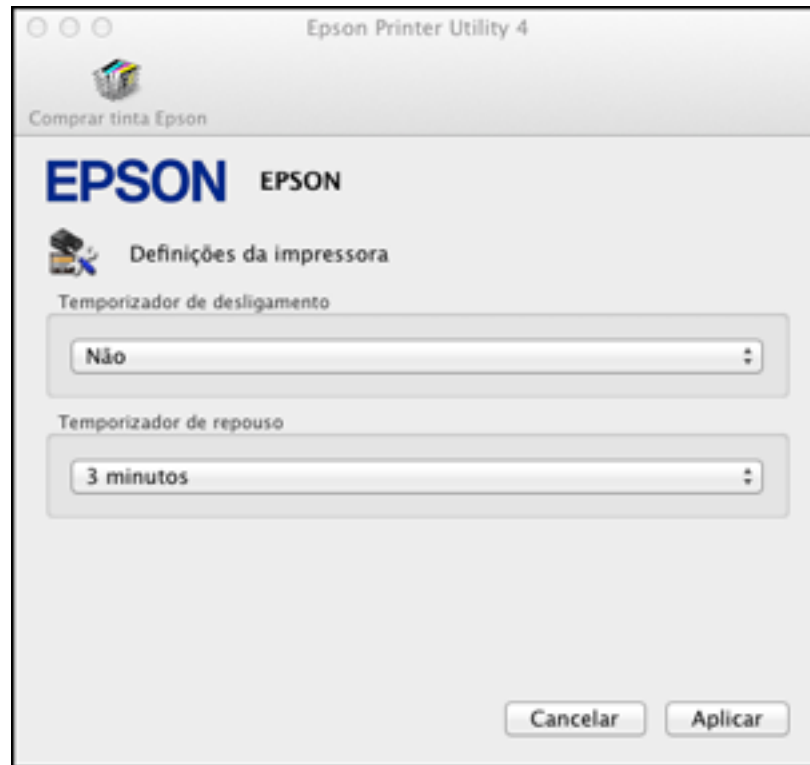 Epson Printer Utility 4
Comprar tinta Epson
EPSON EPSON
Definições da impressora
Temporizador de desligamento
Não
Temporizador de repouso
3 minutos
Cancelar Aplicar